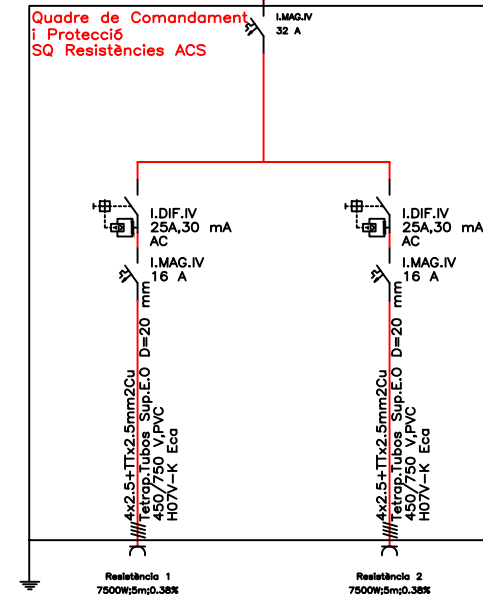 Quadre de Comandament
i Protecció
SQ Resistències ACS
I.MAG.IV
32 A
I.DIF.IV
25A,30 mA
AC
I.MAG.IV
16 A
4x2.5+TTx2.5mm2Cu
Tetrap.Tubos Sup.E.O D=20 mm
450/750 V,PVC
H07V-K Eca
Resistència 1
7500W;5m;0.38%
I.DIF.IV
25A,30 mA
AC
I.MAG.IV
16 A
4x2.5+TTx2.5mm2Cu
Tetrap.Tubos Sup.E.O D=20 mm
450/750 V,PVC
H07V-K Eca
Resistència 2
7500W;5m;0.38%